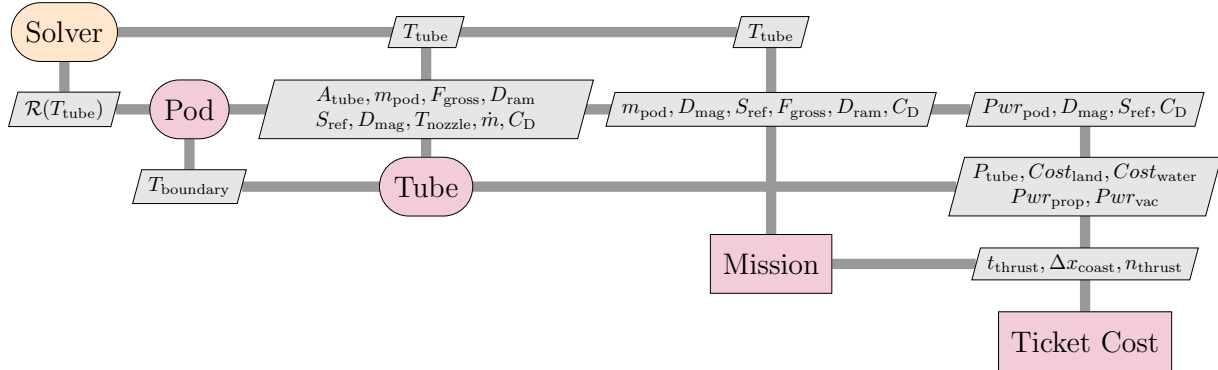 Solver
T_tube
T_tube
R(T_tube)
Pod
A_tube, m_pod, F_gross, D_ram
S_ref, D_mag, T_nozzle, ṁ, C_D
m_pod, D_mag, S_ref, F_gross, D_ram, C_D
Pwr_pod, D_mag, S_ref, C_D
T_boundary
Tube
P_tube, Cost_land, Cost_water
Pwr_prop, Pwr_vac
Mission
t_thrust, Δx_coast, n_thrust
Ticket Cost